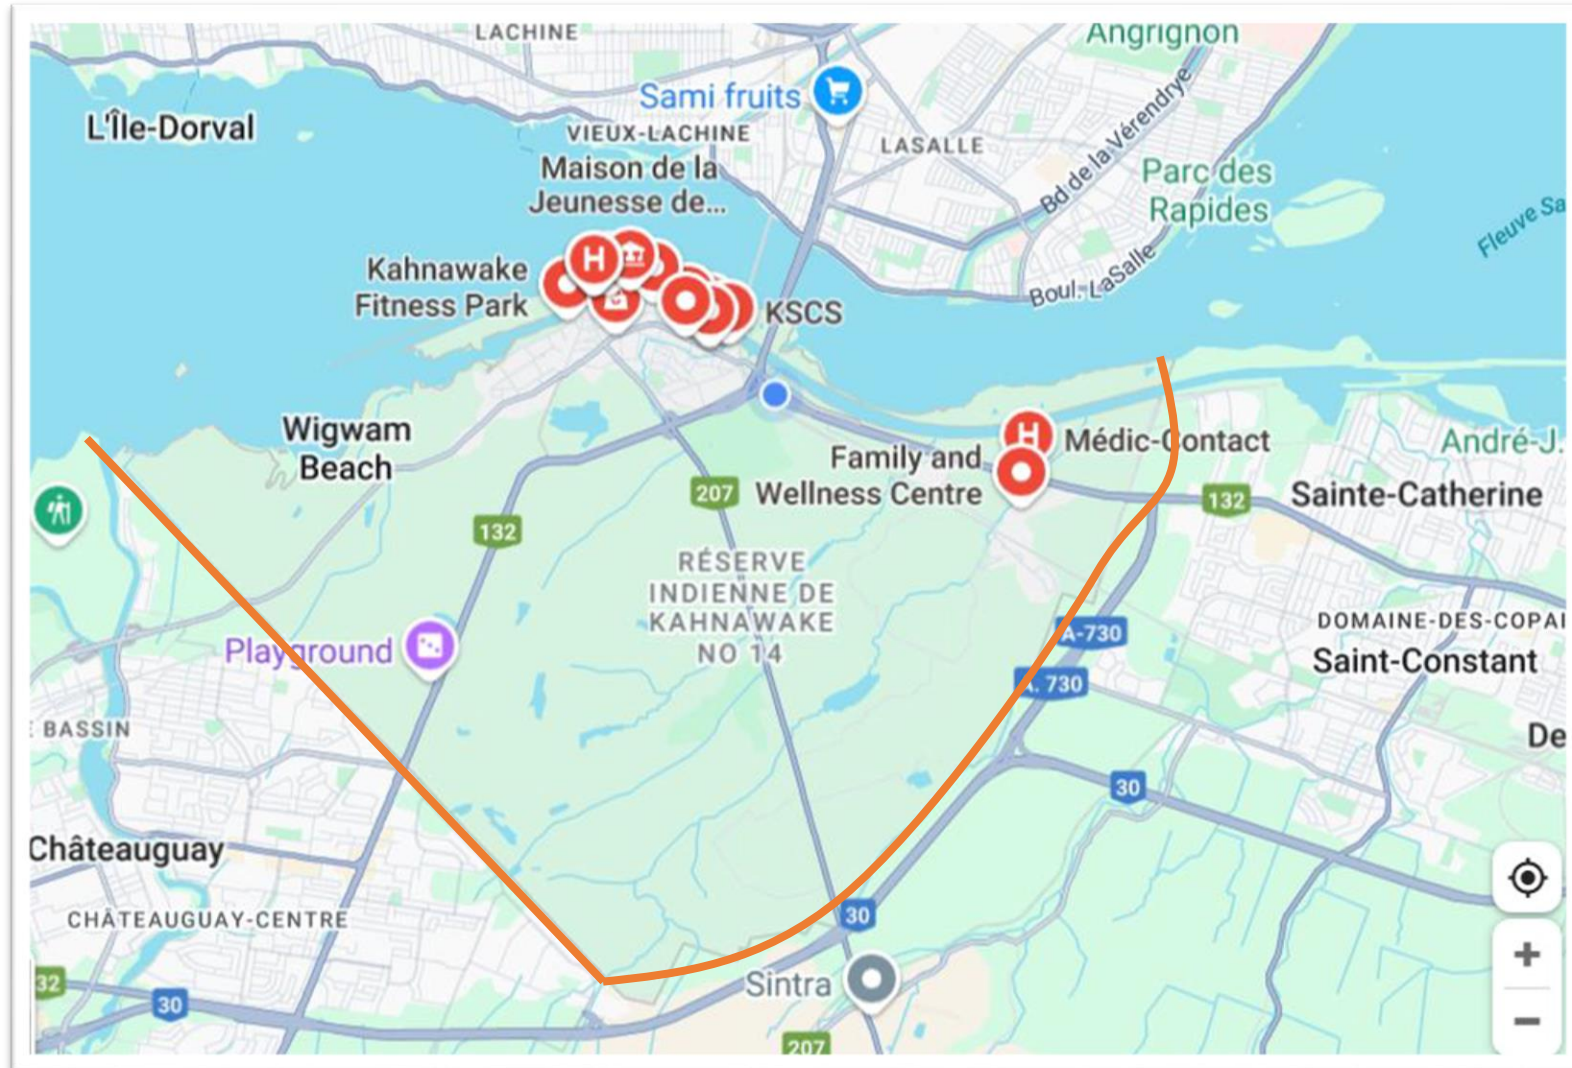 LACHINE
Angrignon
Sami fruits
L'Île-Dorval
VIEUX-LACHINE
LASALLE
Bd de la Vérendrye
Maison de la
Jeunesse de...
Parc des
Rapides
Fleuve Sa
Kahnawake
Fitness Park
H
KSCS
Boul. LaSalle
Wigwam
Beach
H
Médic-Contact
André-J.
Family and
Wellness Centre
207
132
Sainte-Catherine
132
RÉSERVE
INDIENNE DE
KAHNAWAKE
NO 14
Playground
A-730
A. 730
DOMAINE-DES-COPAI
Saint-Constant
BASSIN
De
30
Châteauguay
CHÂTEAUGUAY-CENTRE
30
32
30
Sintra
207